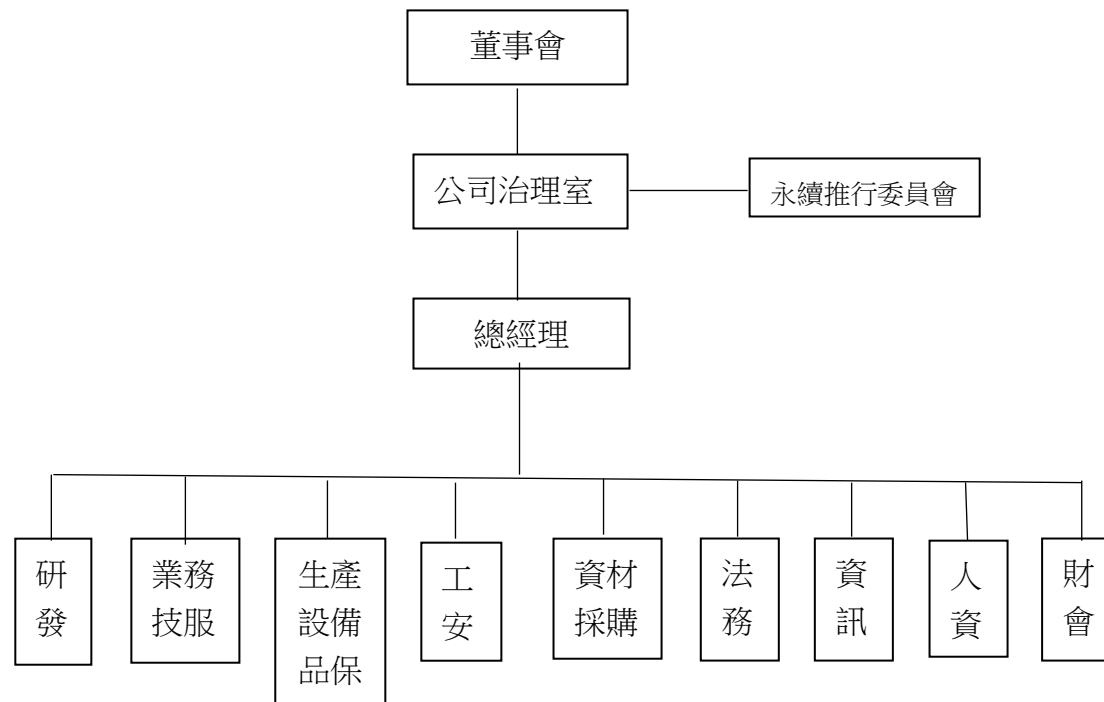 董事會
公司治理室
永續推行委員會
總經理
研
發
業務
技服
生產
設備
品保
工
安
資材
採購
法
務
資
訊
人
資
財
會